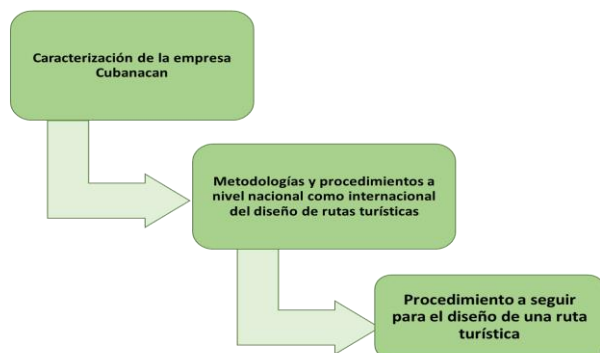 Caracterización de la empresa
Cubanacan
Metodologías y procedimientos a
nivel nacional como internacional
del diseño de rutas turísticas
Procedimiento a seguir
para el diseño de una ruta
turística